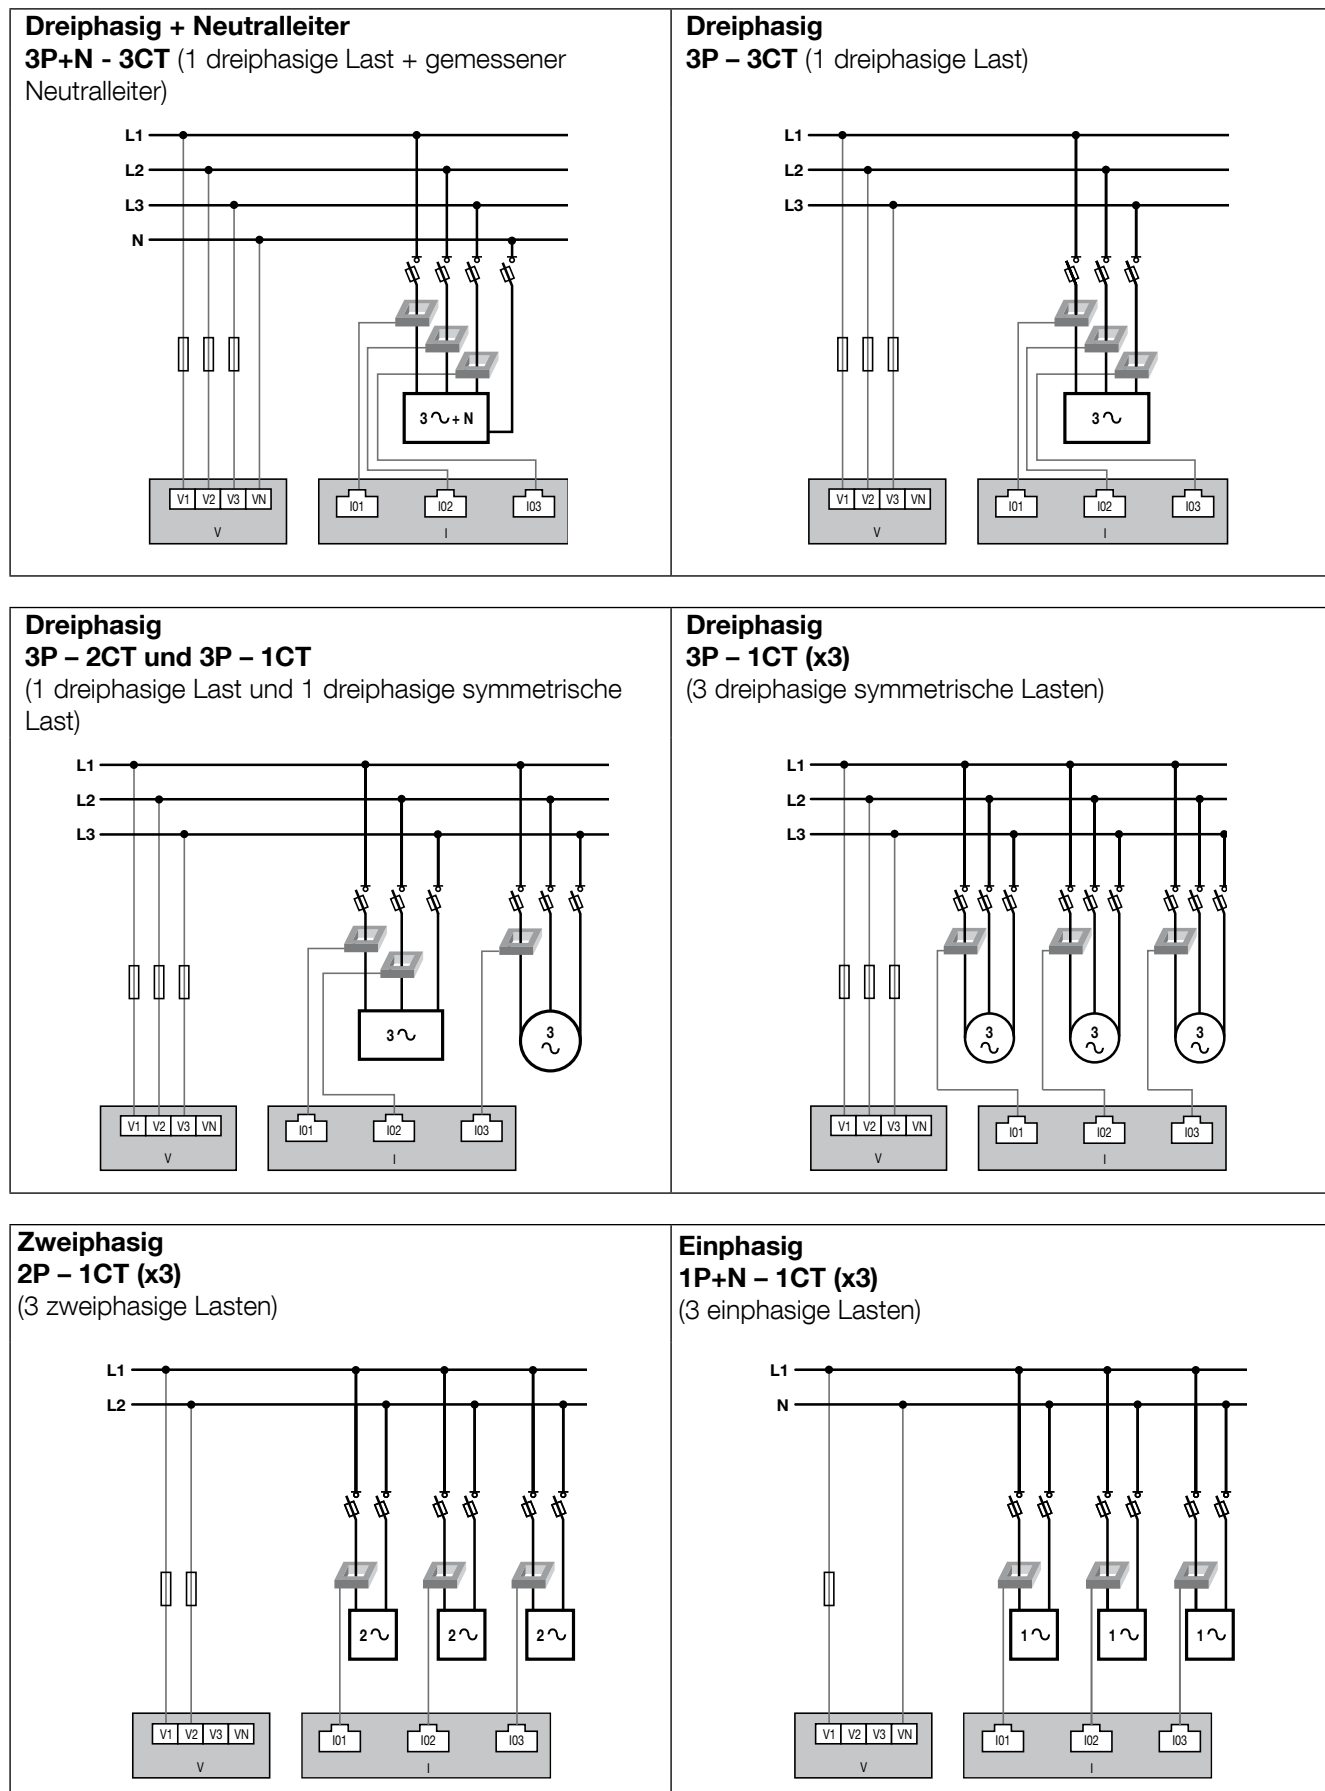 Dreiphasig + Neutralleiter
3P+N - 3CT (1 dreiphasige Last + gemessener
Neutralleiter)
L1
L2
L3
N
3 + N
V1 V2 V3 VN
V
I01 I02 I03
I
Dreiphasig
3P – 3CT (1 dreiphasige Last)
L1
L2
L3
3
V1 V2 V3 VN
V
I01 I02 I03
I
Dreiphasig
3P – 2CT und 3P – 1CT
(1 dreiphasige Last und 1 dreiphasige symmetrische
Last)
L1
L2
L3
3 3
V1 V2 V3 VN
V
I01 I02 I03
I
Dreiphasig
3P – 1CT (x3)
(3 dreiphasige symmetrische Lasten)
L1
L2
L3
3 3 3
V1 V2 V3 VN
V
I01 I02 I03
I
Zweiphasig
2P – 1CT (x3)
(3 zweiphasige Lasten)
L1
L2
2 2 2
V1 V2 V3 VN
V
I01 I02 I03
I
Einphasig
1P+N – 1CT (x3)
(3 einphasige Lasten)
L1
N
1 1 1
V1 V2 V3 VN
V
I01 I02 I03
I